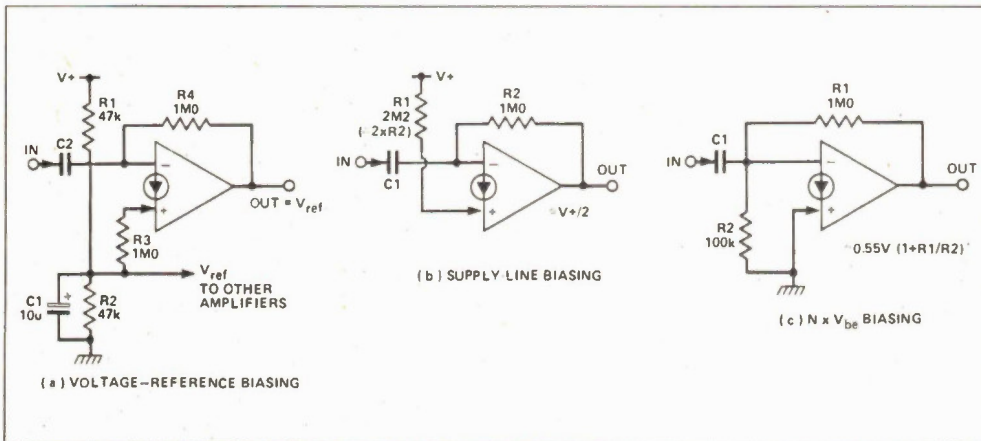 V+
R1
47k
R4
1M0
IN
C2
−
+
OUT = Vref
R3
1M0
Vref
TO OTHER
AMPLIFIERS
C1
10u
+
R2
47k
(a) VOLTAGE–REFERENCE BIASING
V+
R1
2M2
(≈2xR2)
R2
1M0
IN
C1
−
+
OUT
V+/2
(b) SUPPLY-LINE BIASING
R1
1M0
IN
C1
−
+
OUT
R2
100k
0.55V (1+R1/R2)
(c) N x Vbe BIASING